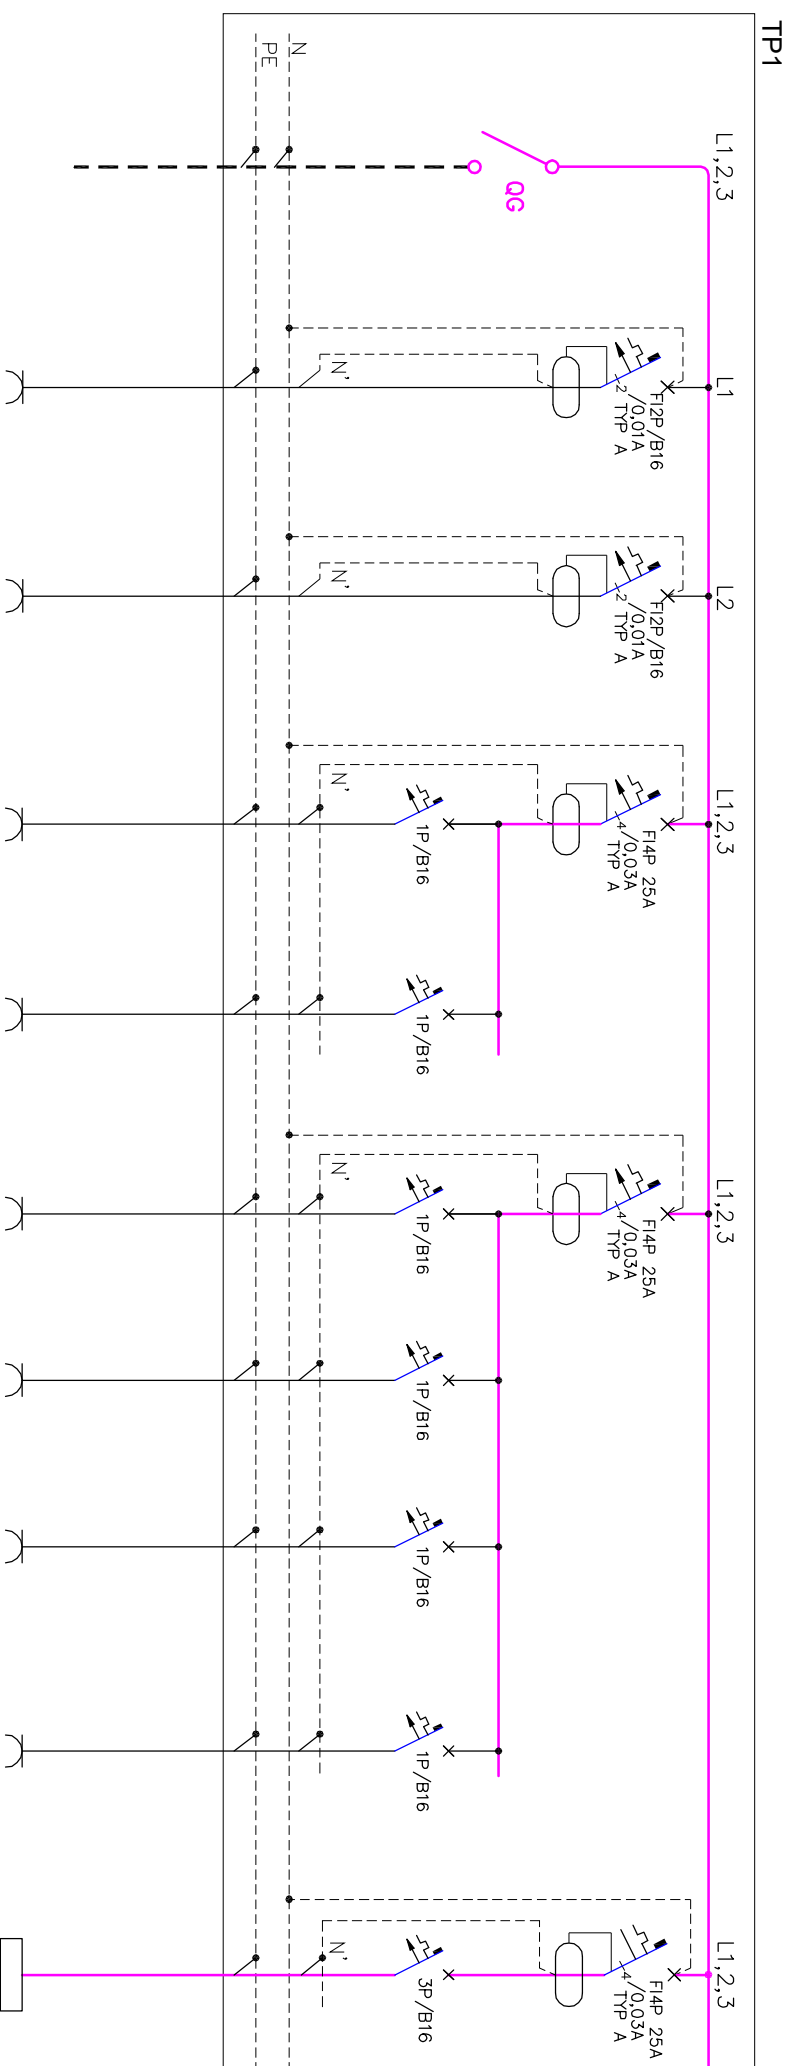 TP1
L1,2,3
QG
N
PE
L1
FI2P/B16
/0,01A
TYP A
2
N'
L2
FI2P/B16
/0,01A
TYP A
2
N'
L1,2,3
FI4P 25A
/0,03A
TYP A
4
N'
1P/B16
1P/B16
L1,2,3
FI4P 25A
/0,03A
TYP A
4
N'
1P/B16
1P/B16
1P/B16
1P/B16
L1,2,3
FI4P 25A
/0,03A
TYP A
4
N'
3P/B16